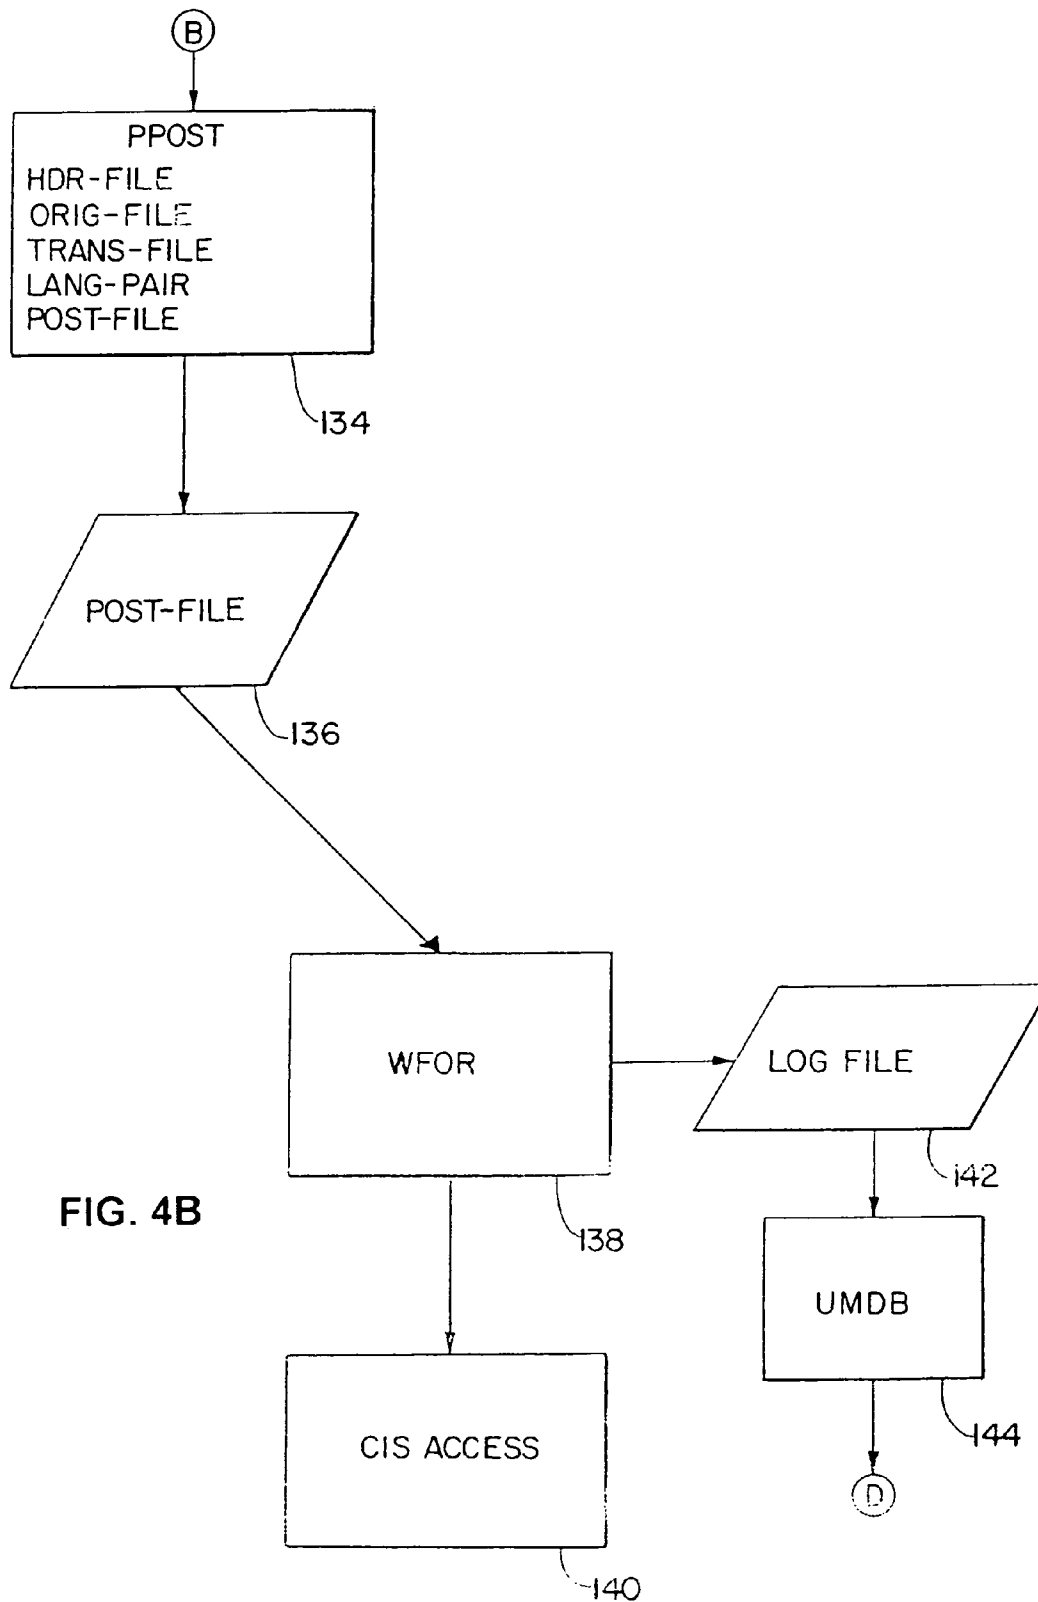 B
PPOST
HDR-FILE
ORIG-FILE
TRANS-FILE
LANG-PAIR
POST-FILE
134
POST-FILE
136
WFOR
LOG FILE
142
138
FIG. 4B
UMDB
144
CIS ACCESS
D
140